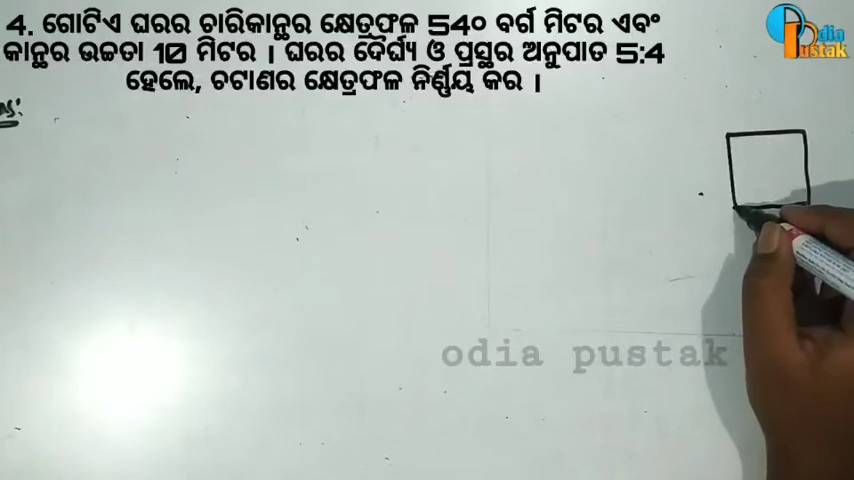 4. ଗୋଟିଏ ଘରର ଚାରିକାନ୍ଥର କ୍ଷେତ୍ରଫଳ 54୦ ବର୍ଗ ମିଟର ଏବଂ
କାନ୍ଥର ଉଚ୍ଚତା 10 ମିଟର । ଘରର ଦୈର୍ଘ୍ୟ ଓ ପ୍ରସ୍ଥର ଅନୁପାତ 5:4
ହେଲେ, ଚଟାଣର କ୍ଷେତ୍ରଫଳ ନିର୍ଣ୍ଣୟ କର ।
Odia
Pustak
odia pustak